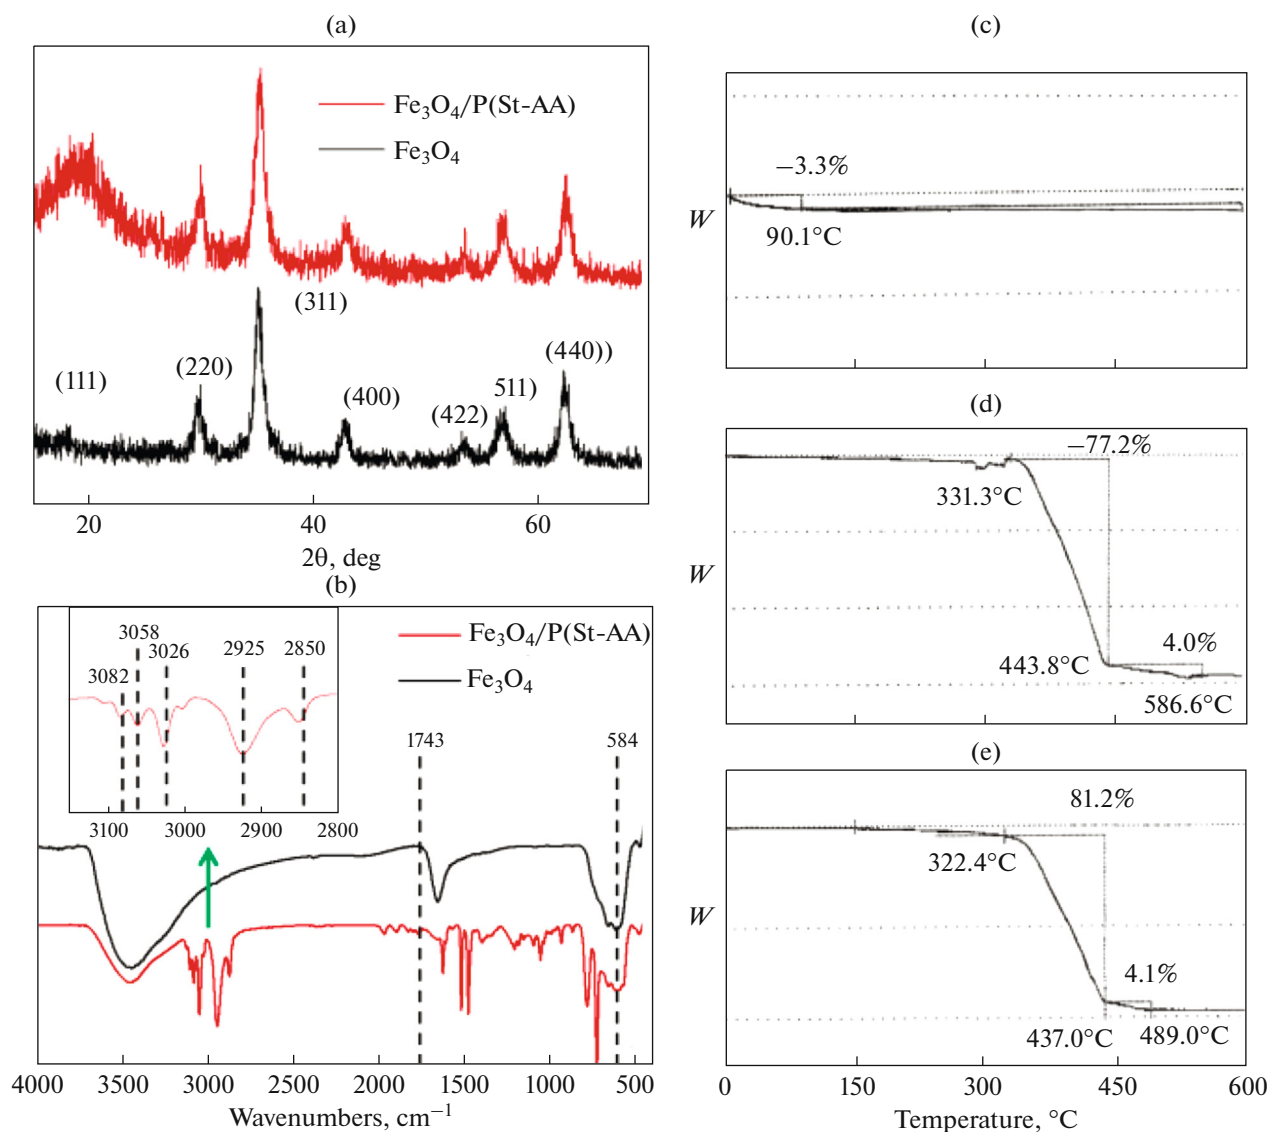 (a)
Fe₃O₄/P(St-AA)
Fe₃O₄
(311)
(111)
(220)
(400)
(422)
511)
(440))
20
40
60
2θ, deg
(b)
3082
3058
3026
2925
2850
3100
3000
2900
2800
Fe₃O₄/P(St-AA)
Fe₃O₄
1743
584
4000
3500
3000
2500
2000
1500
1000
500
Wavenumbers, cm⁻¹
(c)
−3.3%
W
90.1°C
(d)
−77.2%
331.3°C
W
4.0%
443.8°C
586.6°C
(e)
81.2%
322.4°C
W
4.1%
437.0°C
489.0°C
0
150
300
450
600
Temperature, °C